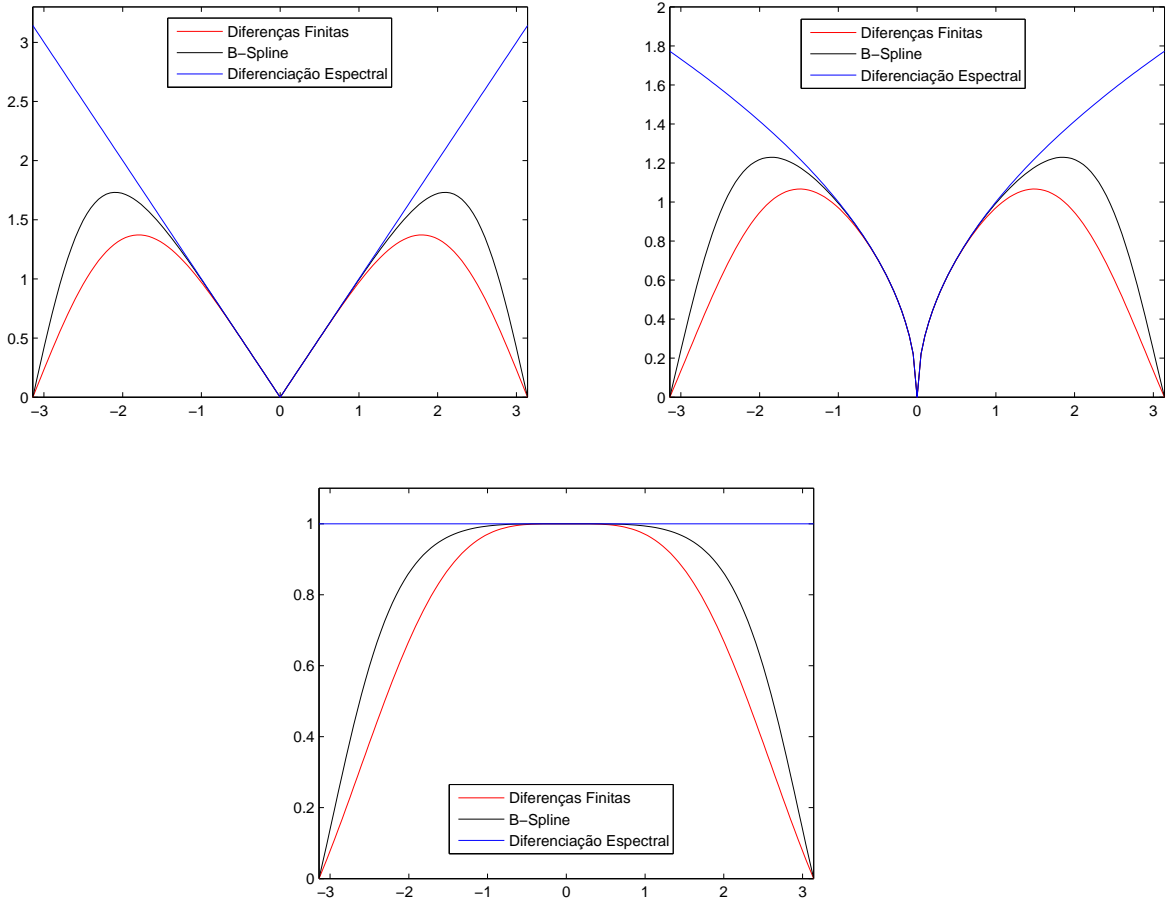 Diferenças Finitas
B−Spline
Diferenciação Espectral
3
2.5
2
1.5
1
0.5
0
−3 −2 −1 0 1 2 3
Diferenças Finitas
B−Spline
Diferenciação Espectral
2
1.8
1.6
1.4
1.2
1
0.8
0.6
0.4
0.2
0
−3 −2 −1 0 1 2 3
1
0.8
0.6
0.4
0.2
0
Diferenças Finitas
B−Spline
Diferenciação Espectral
−3 −2 −1 0 1 2 3